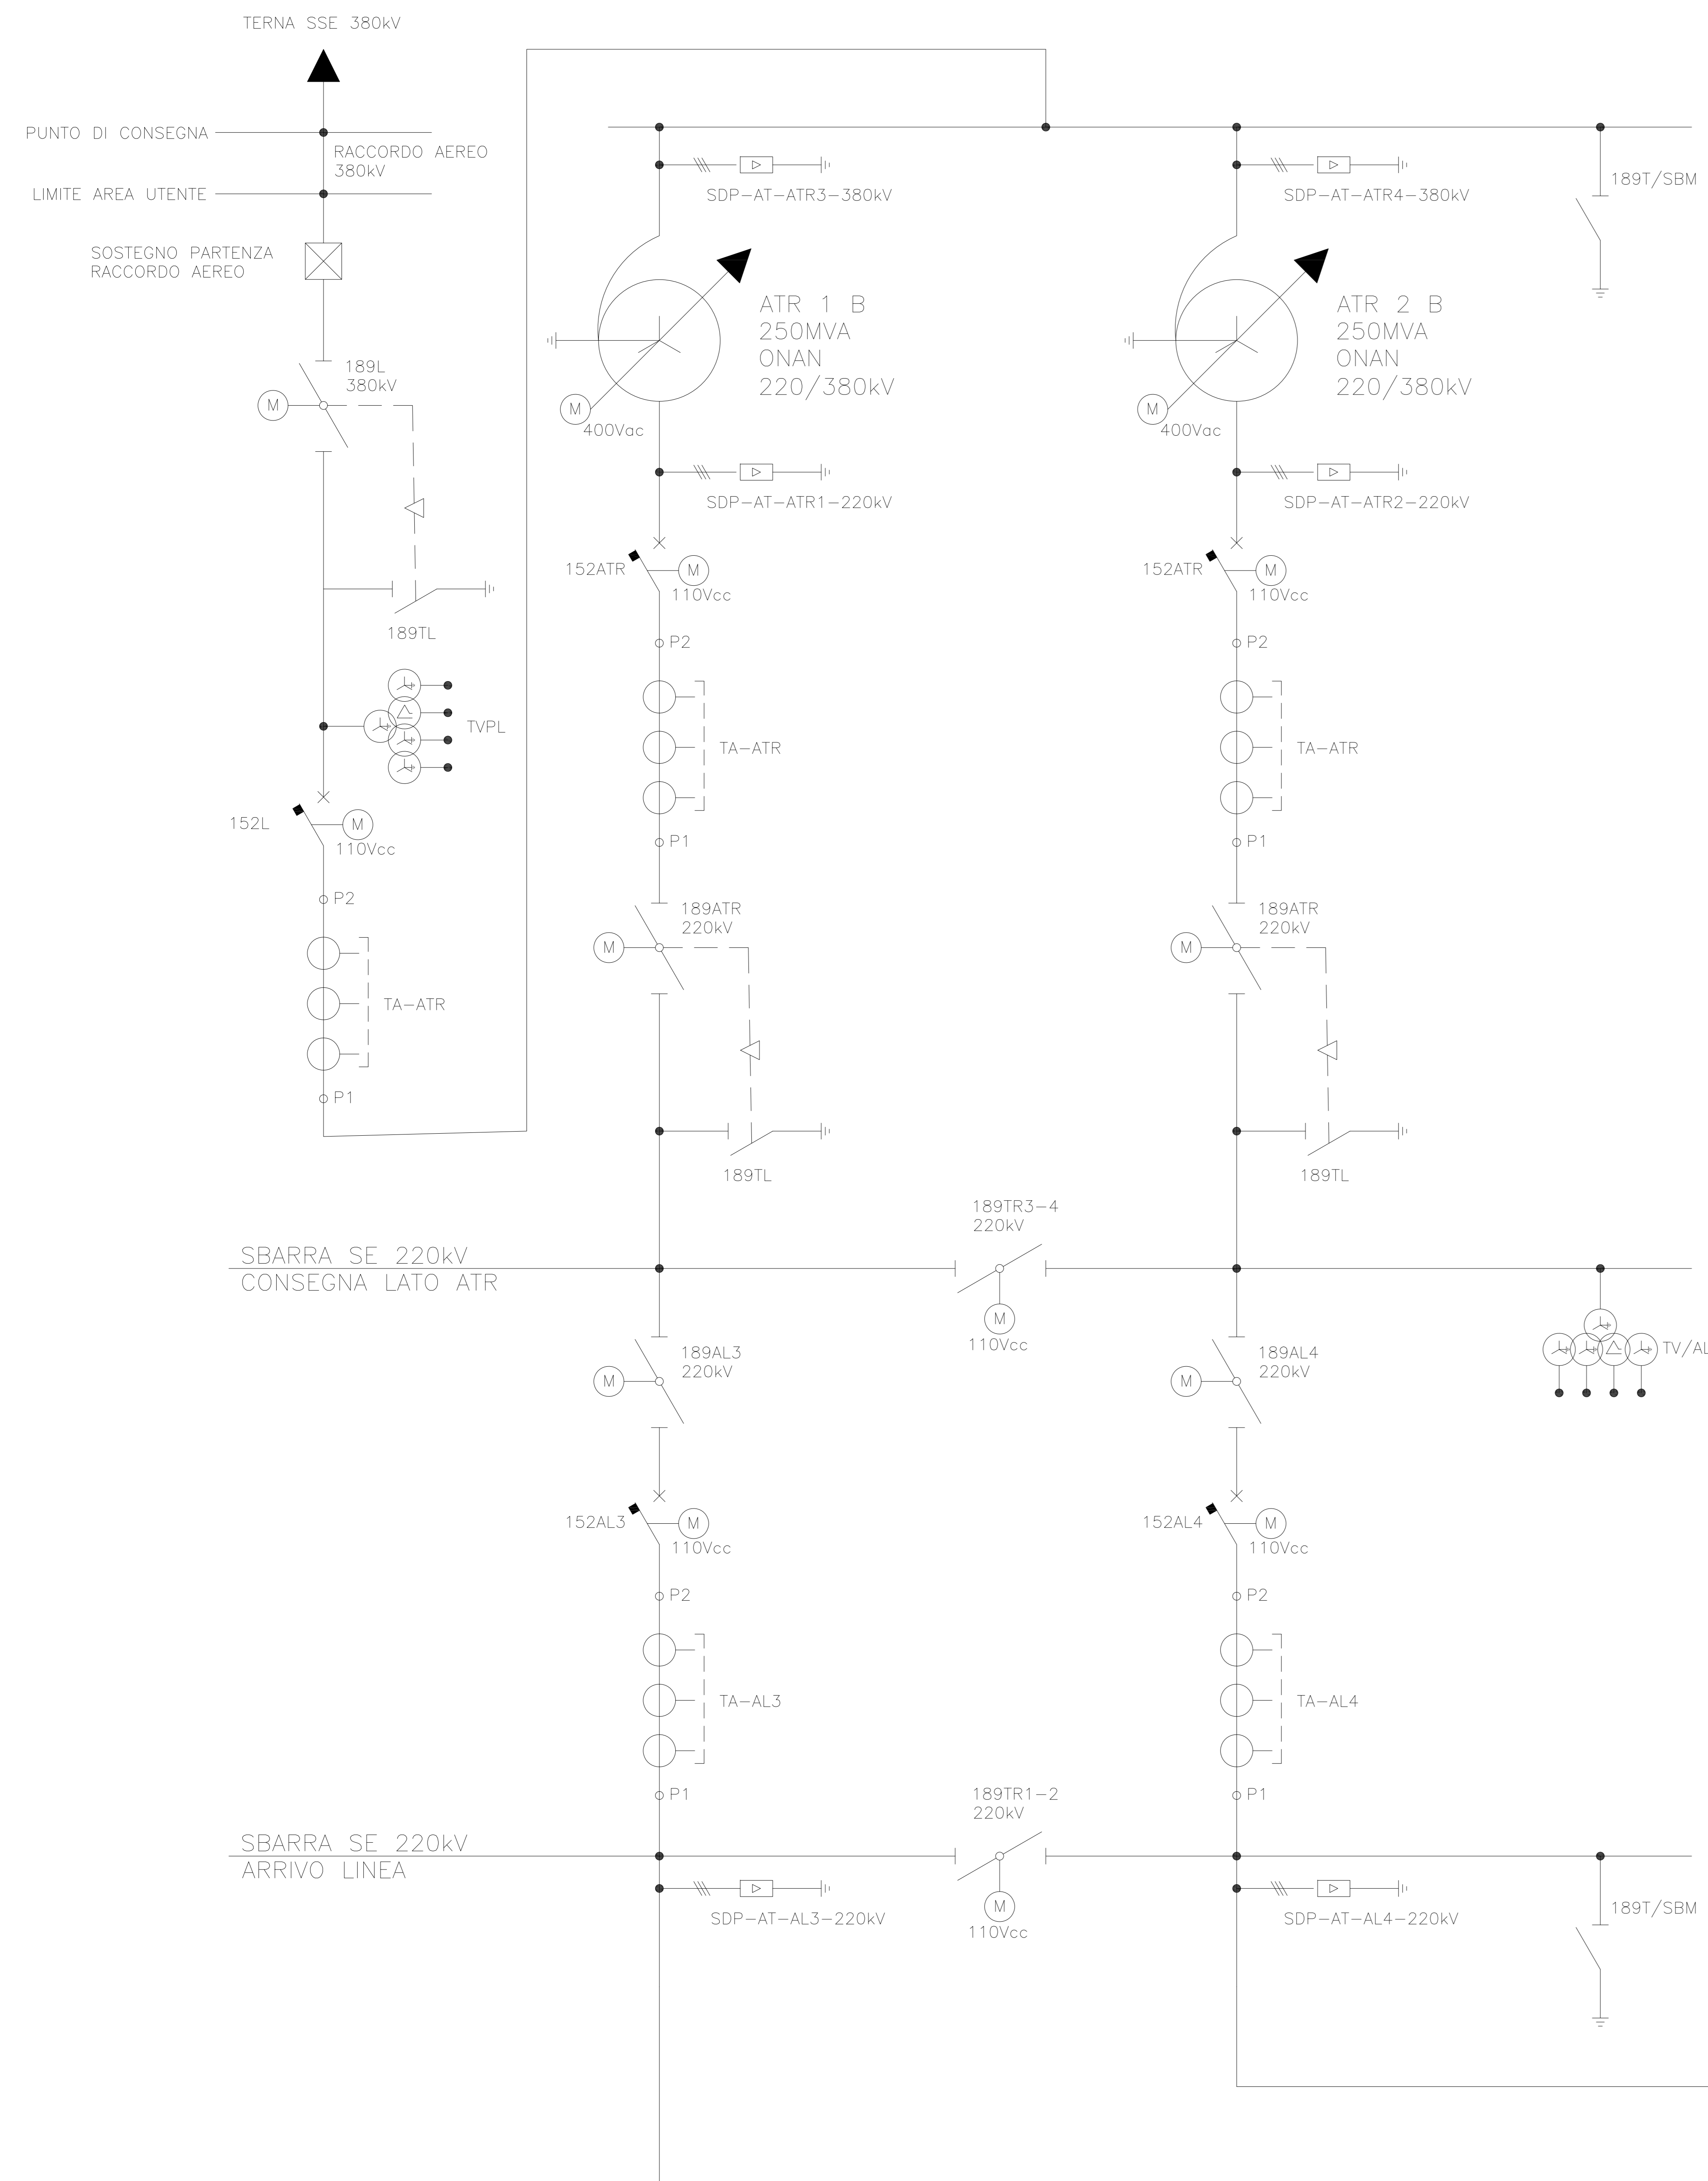 TERNA SSE 380kV
PUNTO DI CONSEGNA
RACCORDO AEREO
380kV
LIMITE AREA UTENTE
SOSTEGNO PARTENZA
RACCORDO AEREO
189L
380kV
M
189TL
TVPL
152L
M
110Vcc
P2
TA-ATR
P1
SDP-AT-ATR3-380kV
ATR 1 B
250MVA
ONAN
220/380kV
M
400Vac
SDP-AT-ATR1-220kV
152ATR
M
110Vcc
P2
TA-ATR
P1
189ATR
220kV
M
189TL
SDP-AT-ATR4-380kV
189T/SBM
ATR 2 B
250MVA
ONAN
220/380kV
M
400Vac
SDP-AT-ATR2-220kV
152ATR
M
110Vcc
P2
TA-ATR
P1
189ATR
220kV
M
189TL
189TR3-4
220kV
SBARRA SE 220kV
CONSEGNA LATO ATR
M
110Vcc
TV/AL
189AL3
220kV
M
152AL3
M
110Vcc
P2
TA-AL3
P1
189AL4
220kV
M
152AL4
M
110Vcc
P2
TA-AL4
P1
189TR1-2
220kV
SBARRA SE 220kV
ARRIVO LINEA
M
110Vcc
SDP-AT-AL3-220kV
SDP-AT-AL4-220kV
189T/SBM